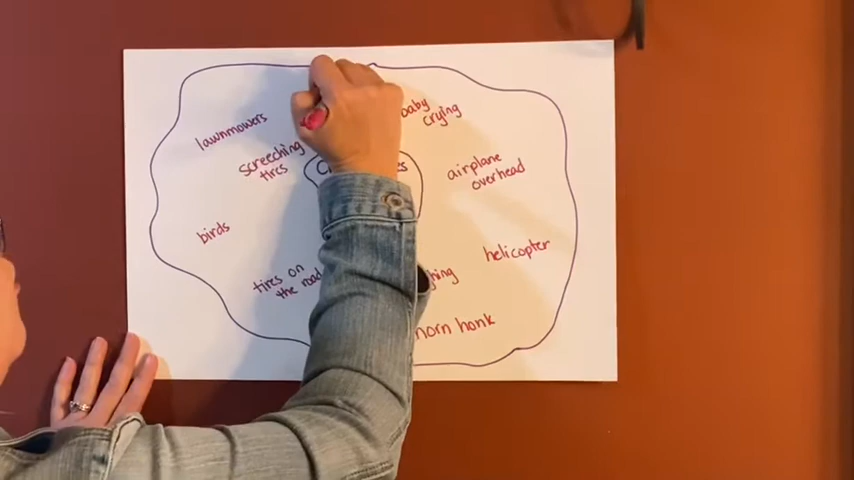 lawnmowers
screeching
tires
baby
crying
airplane
overhead
birds
helicopter
tires on
the road
horn honk